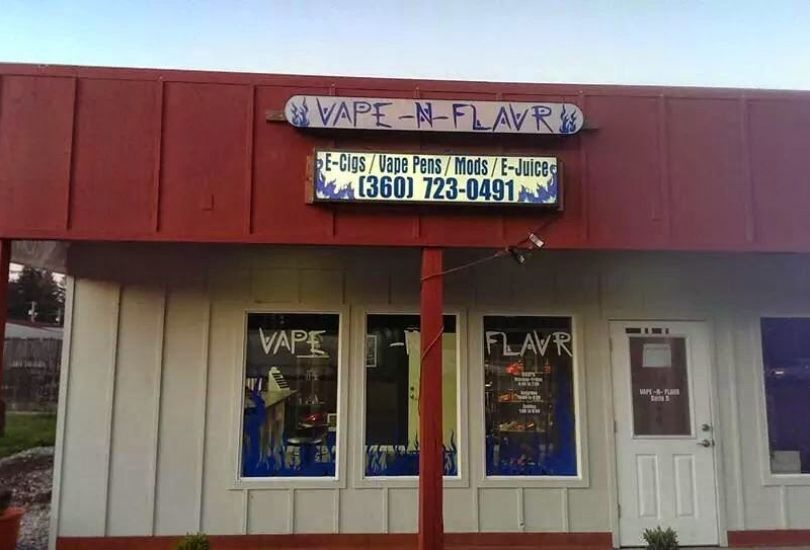 VAPE -N- FLAVR
E-Cigs / Vape Pens / Mods / E-Juice
(360) 723-0491
VAPE - FLAVR
VAPE -N- FLAVR